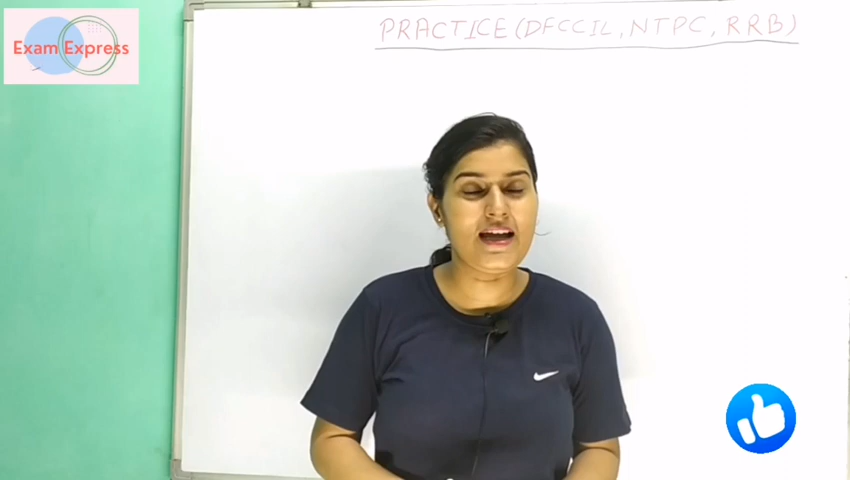 Exam Express
PRACTICE (DFCCIL, NTPC, RRB)